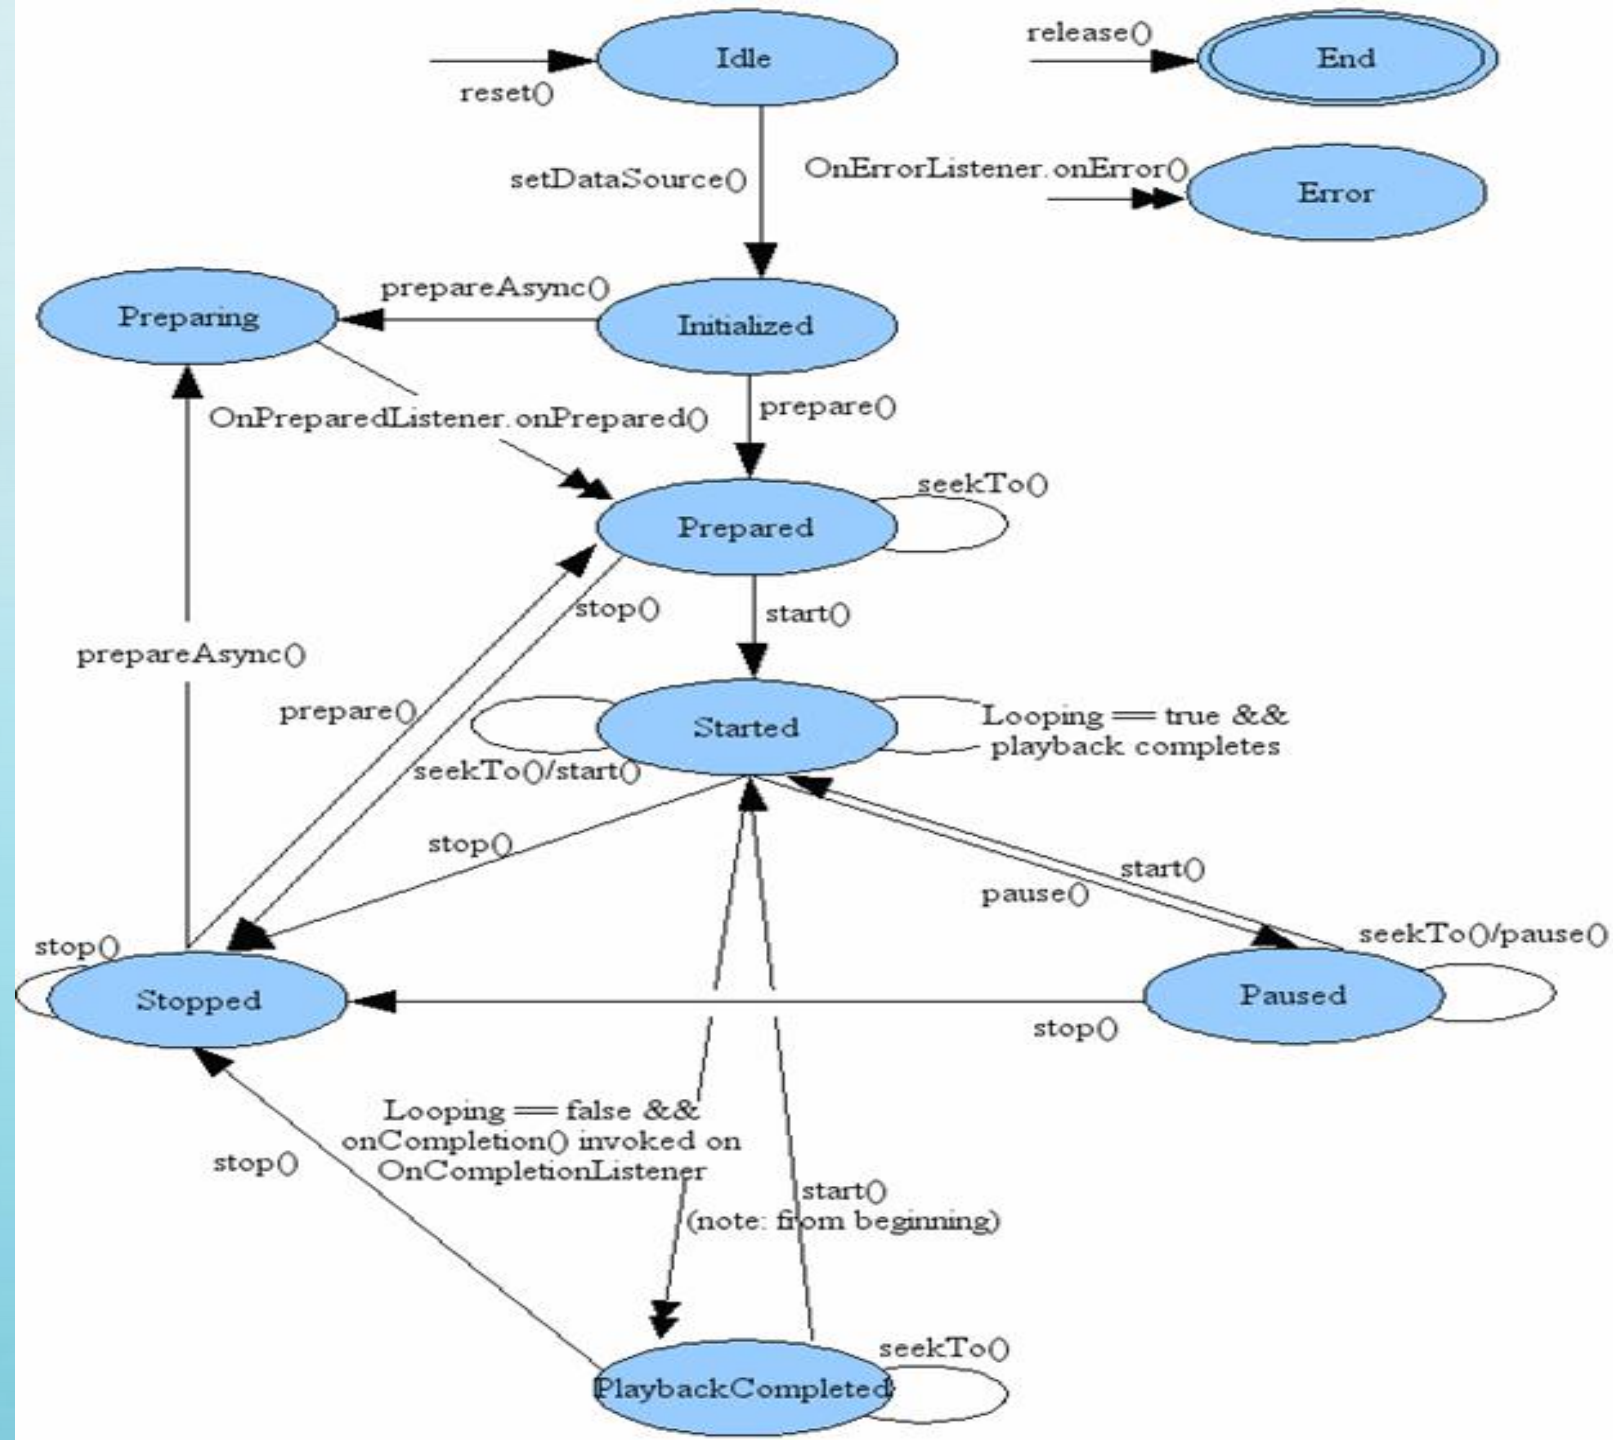 Idle
release()
End
reset()
setDataSource()
OnErrorListener.onError()
Error
Preparing
prepareAsync()
Initialized
OnPreparedListener.onPrepared()
prepare()
seekTo()
Prepared
stop()
start()
prepareAsync()
prepare()
Started
Looping == true &&
playback completes
seekTo()/start()
stop()
start()
pause()
stop()
seekTo()/pause()
Stopped
Paused
stop()
Looping == false &&
onCompletion() invoked on
OnCompletionListener
stop()
start()
(note: from beginning)
seekTo()
PlaybackCompleted